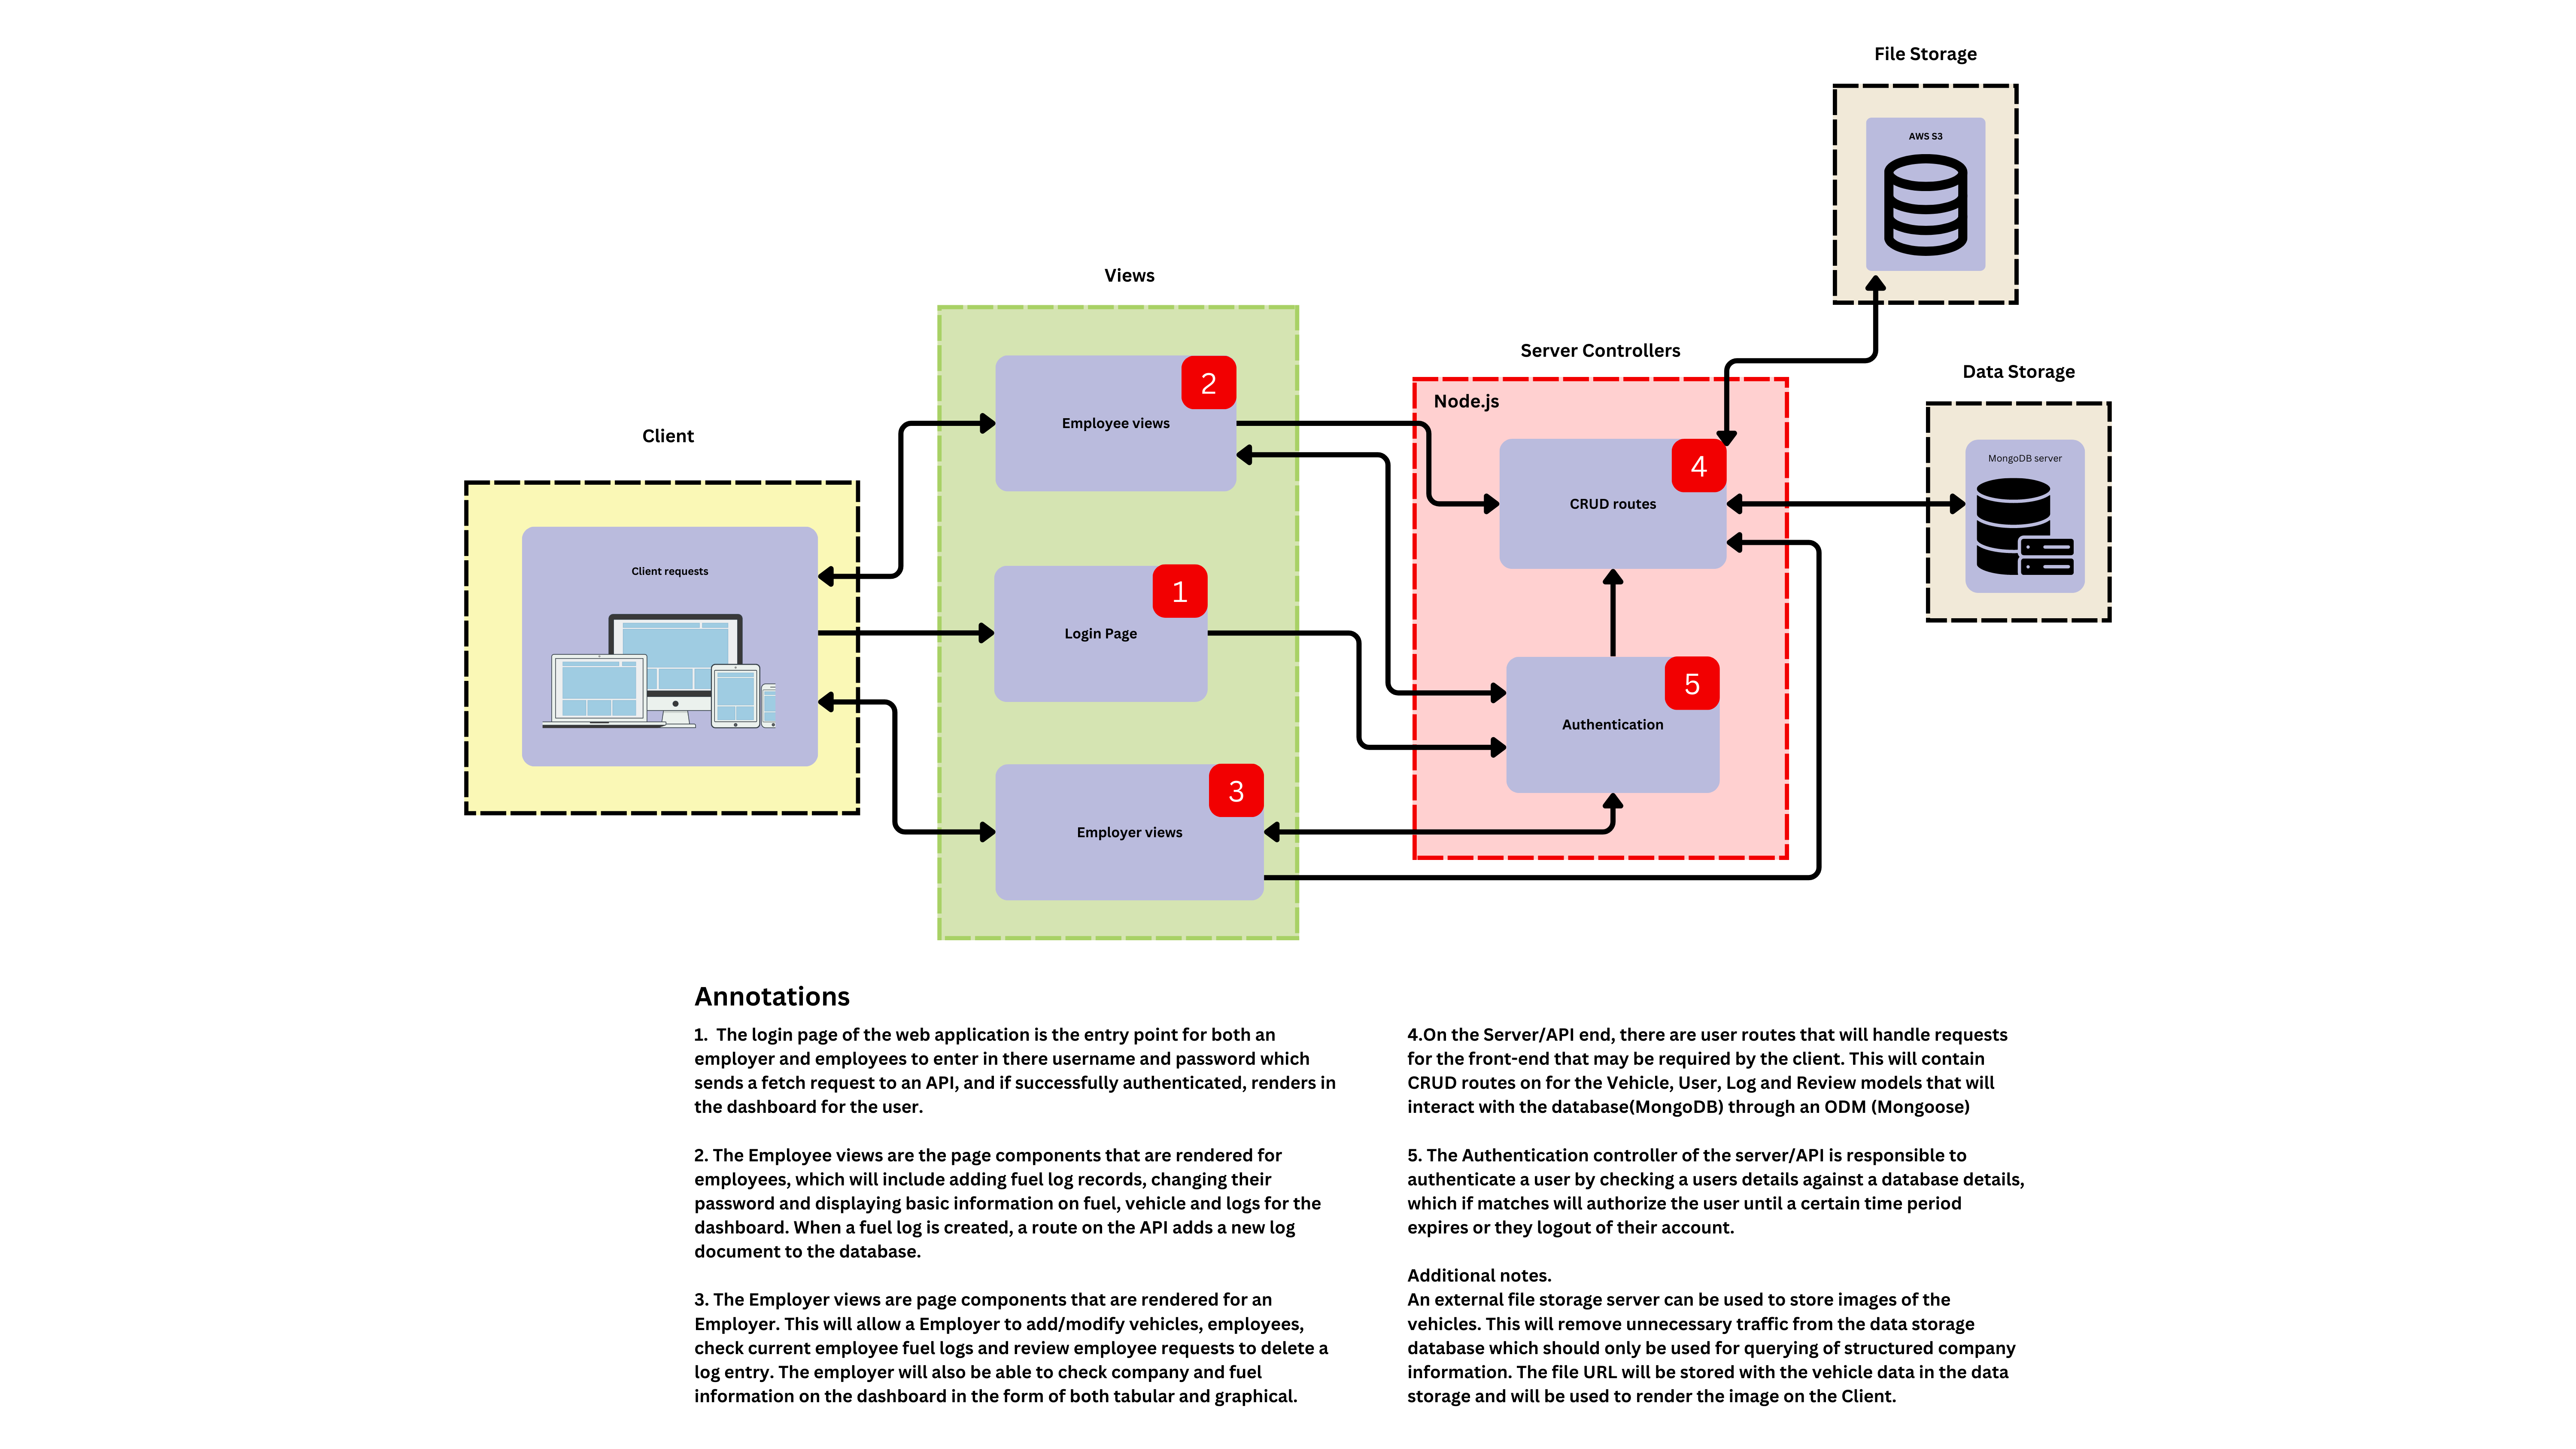 File Storage
AWS S3
Views
Server Controllers
Data Storage
Node.js
2
Employee views
Client
4
CRUD routes
MongoDB server
Client requests
1
Login Page
5
Authentication
3
Employer views
Annotations
1.  The login page of the web application is the entry point for both an
employer and employees to enter in there username and password which
sends a fetch request to an API, and if successfully authenticated, renders in
the dashboard for the user.
2. The Employee views are the page components that are rendered for
employees, which will include adding fuel log records, changing their
password and displaying basic information on fuel, vehicle and logs for the
dashboard. When a fuel log is created, a route on the API adds a new log
document to the database.
3. The Employer views are page components that are rendered for an
Employer. This will allow a Employer to add/modify vehicles, employees,
check current employee fuel logs and review employee requests to delete a
log entry. The employer will also be able to check company and fuel
information on the dashboard in the form of both tabular and graphical.
4.On the Server/API end, there are user routes that will handle requests
for the front-end that may be required by the client. This will contain
CRUD routes on for the Vehicle, User, Log and Review models that will
interact with the database(MongoDB) through an ODM (Mongoose)
5. The Authentication controller of the server/API is responsible to
authenticate a user by checking a users details against a database details,
which if matches will authorize the user until a certain time period
expires or they logout of their account.
Additional notes.
An external file storage server can be used to store images of the
vehicles. This will remove unnecessary traffic from the data storage
database which should only be used for querying of structured company
information. The file URL will be stored with the vehicle data in the data
storage and will be used to render the image on the Client.